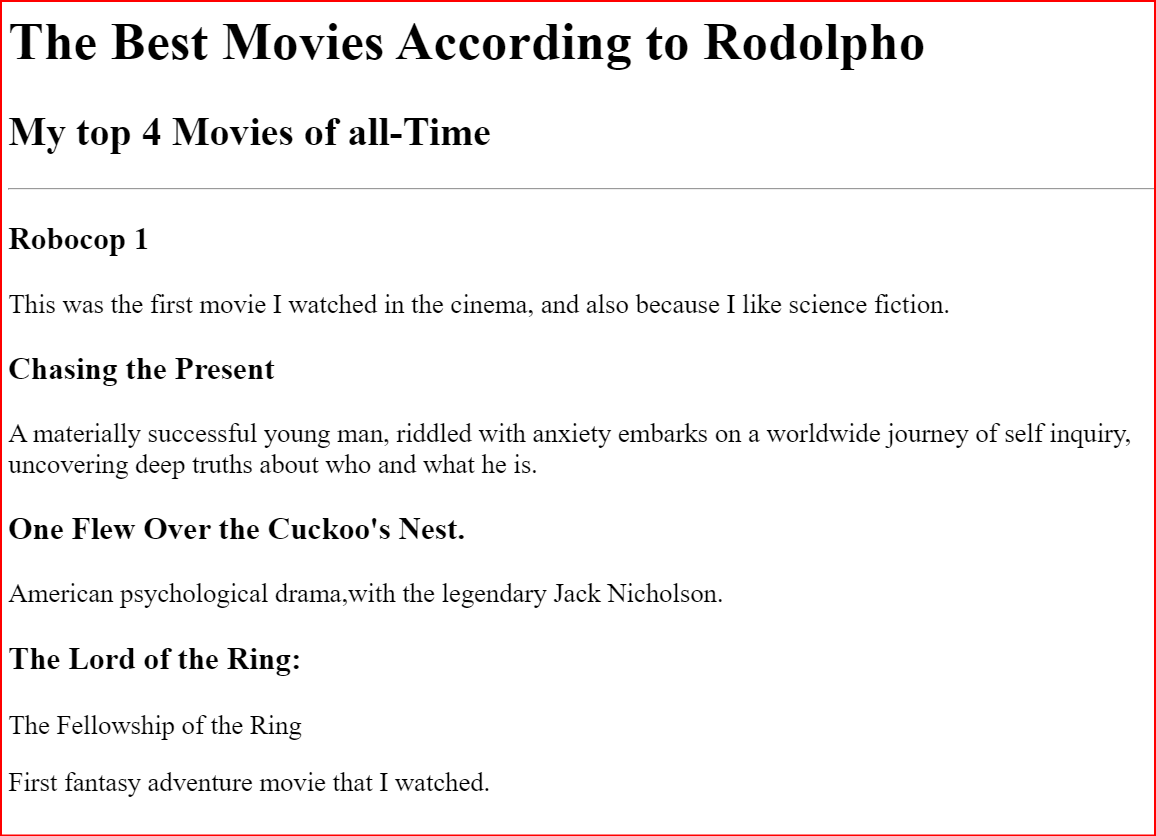 The Best Movies According to Rodolpho
My top 4 Movies of all-Time
Robocop 1
This was the first movie I watched in the cinema, and also because I like science fiction.
Chasing the Present
A materially successful young man, riddled with anxiety embarks on a worldwide journey of self inquiry,
uncovering deep truths about who and what he is.
One Flew Over the Cuckoo's Nest.
American psychological drama,with the legendary Jack Nicholson.
The Lord of the Ring:
The Fellowship of the Ring
First fantasy adventure movie that I watched.